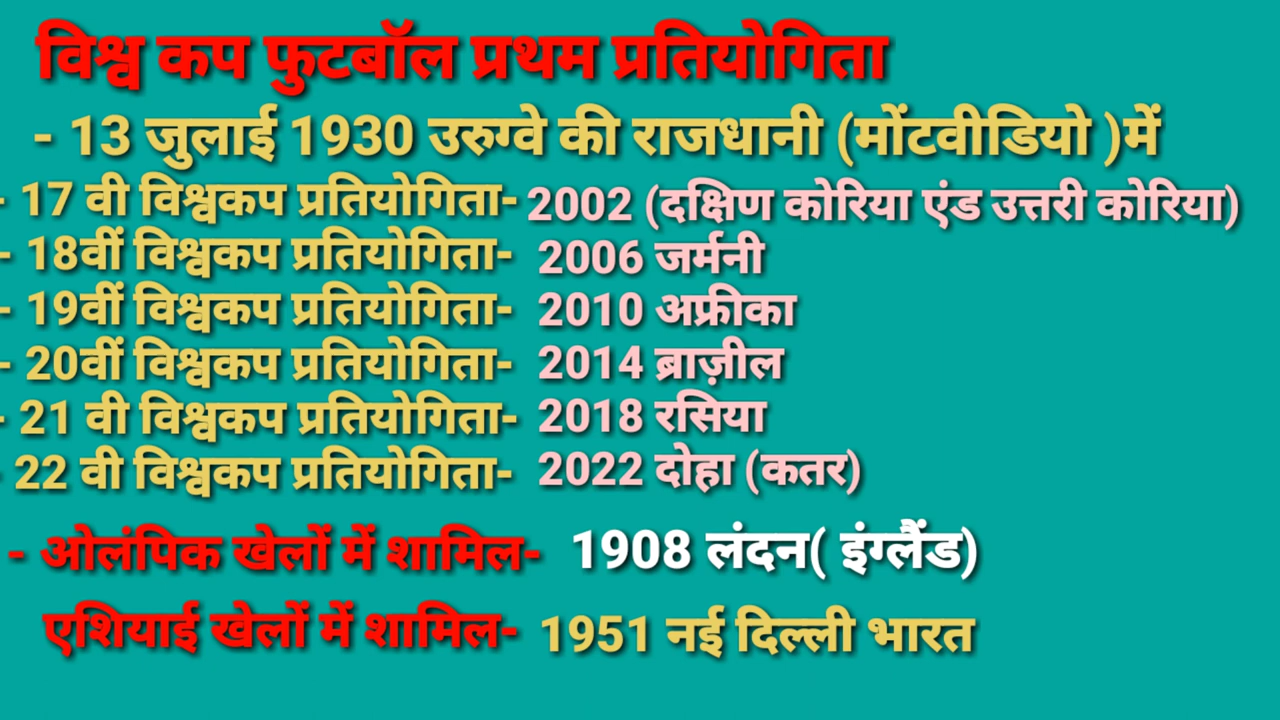 विश्व कप फुटबॉल प्रथम प्रतियोगिता
- 13 जुलाई 1930 उरुग्वे की राजधानी (मोंटवीडियो )में
- 17 वी विश्वकप प्रतियोगिता- 2002 (दक्षिण कोरिया एंड उत्तरी कोरिया)
- 18वीं विश्वकप प्रतियोगिता- 2006 जर्मनी
- 19वीं विश्वकप प्रतियोगिता- 2010 अफ्रीका
- 20वीं विश्वकप प्रतियोगिता- 2014 ब्राज़ील
- 21 वी विश्वकप प्रतियोगिता- 2018 रसिया
- 22 वी विश्वकप प्रतियोगिता- 2022 दोहा (कतर)
- ओलंपिक खेलों में शामिल- 1908 लंदन( इंग्लैंड)
एशियाई खेलों में शामिल- 1951 नई दिल्ली भारत